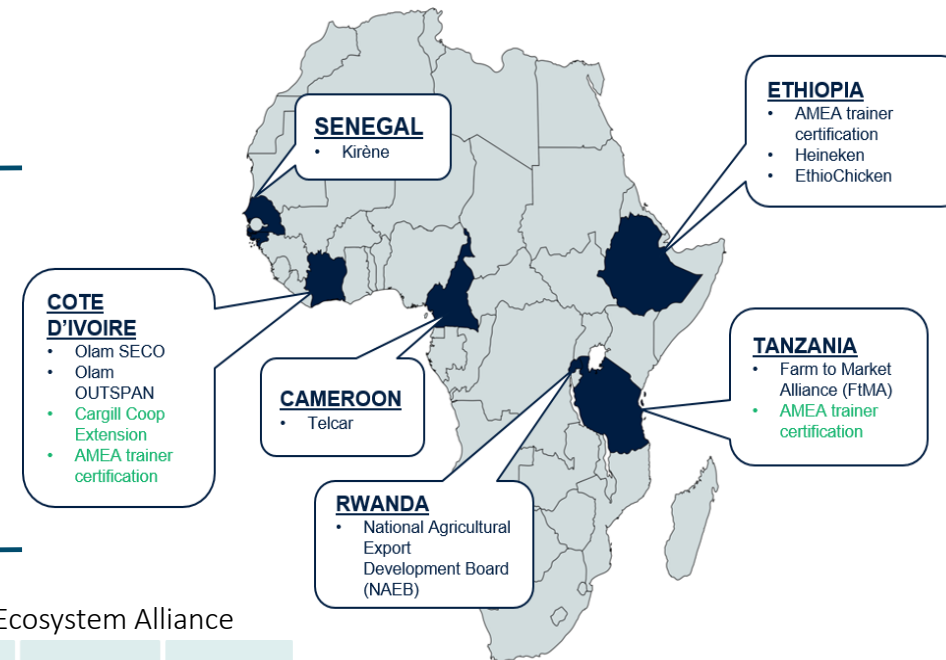 SENEGAL
• Kirène
ETHIOPIA
• AMEA trainer
certification
• Heineken
• EthioChicken
COTE
D'IVOIRE
• Olam SECO
• Olam
OUTSPAN
• Cargill Coop
Extension
• AMEA trainer
certification
CAMEROON
• Telcar
TANZANIA
• Farm to Market
Alliance (FtMA)
• AMEA trainer
certification
RWANDA
• National Agricultural
Export
Development Board
(NAEB)
Ecosystem Alliance